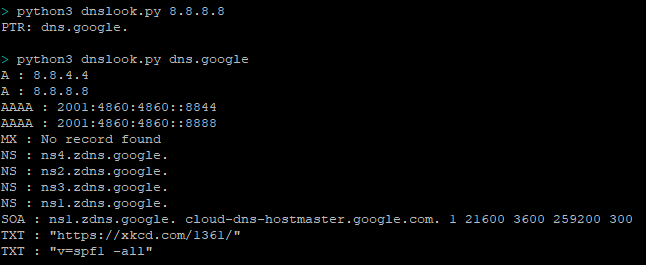 > python3 dnslook.py 8.8.8.8
PTR: dns.google.
> python3 dnslook.py dns.google
A : 8.8.4.4
A : 8.8.8.8
AAAA : 2001:4860:4860::8844
AAAA : 2001:4860:4860::8888
MX : No record found
NS : ns4.zdns.google.
NS : ns2.zdns.google.
NS : ns3.zdns.google.
NS : ns1.zdns.google.
SOA : ns1.zdns.google. cloud-dns-hostmaster.google.com. 1 21600 3600 259200 300
TXT : "https://xkcd.com/1361/"
TXT : "v=spf1 -all"